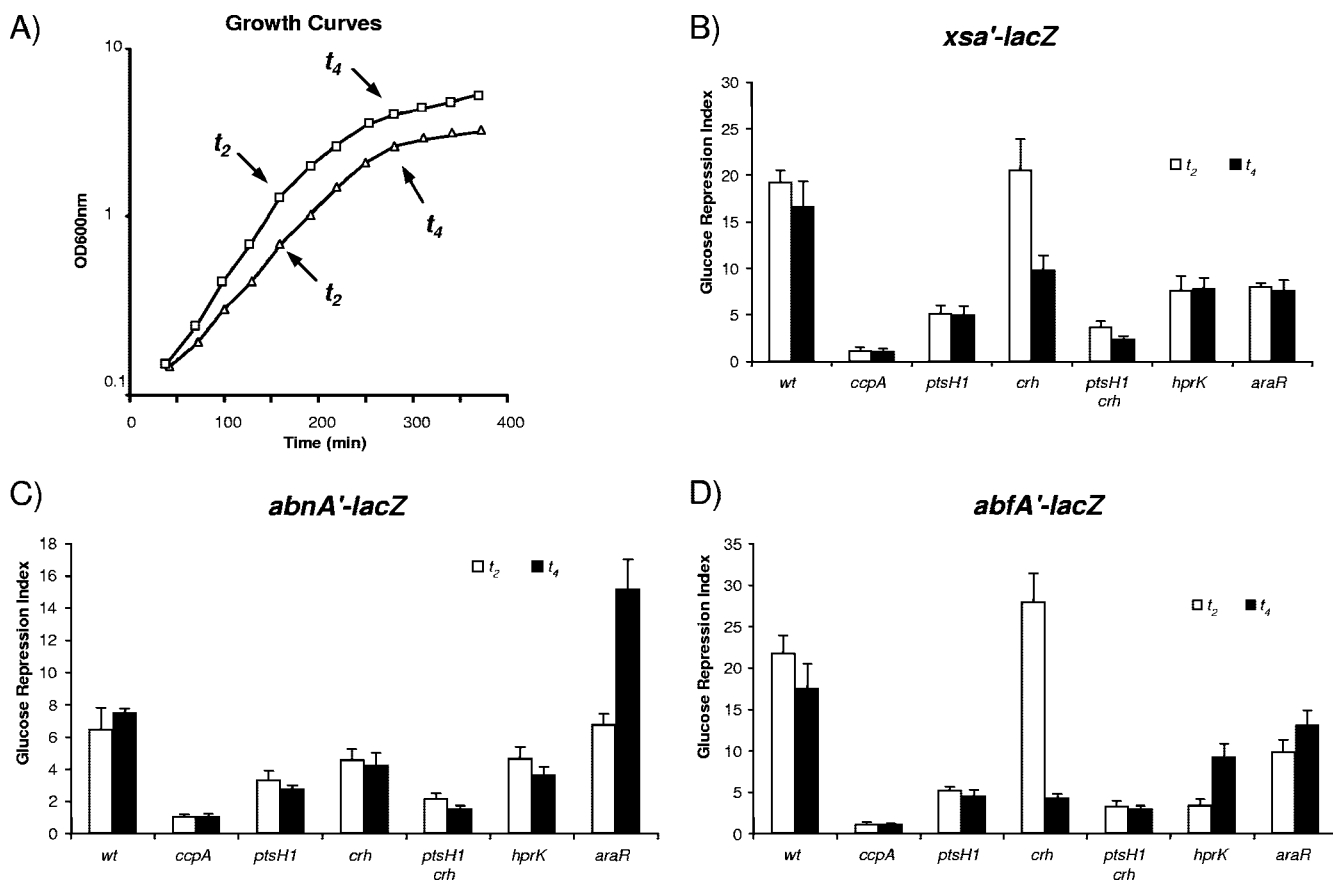 A)
Growth Curves
10
1
0.1
OD600nm
t4
t2
t4
t2
0 100 200 300 400
Time (min)
B)
xsa'-lacZ
Glucose Repression Index
30
25
20
15
10
5
0
t2 t4
wt ccpA ptsH1 crh ptsH1 hprK araR
crh
C)
abnA'-lacZ
Glucose Repression Index
18
16
14
12
10
8
6
4
2
0
t2 t4
wt ccpA ptsH1 crh ptsH1 hprK araR
crh
D)
abfA'-lacZ
Glucose Repression Index
35
30
25
20
15
10
5
0
t2 t4
wt ccpA ptsH1 crh ptsH1 hprK araR
crh